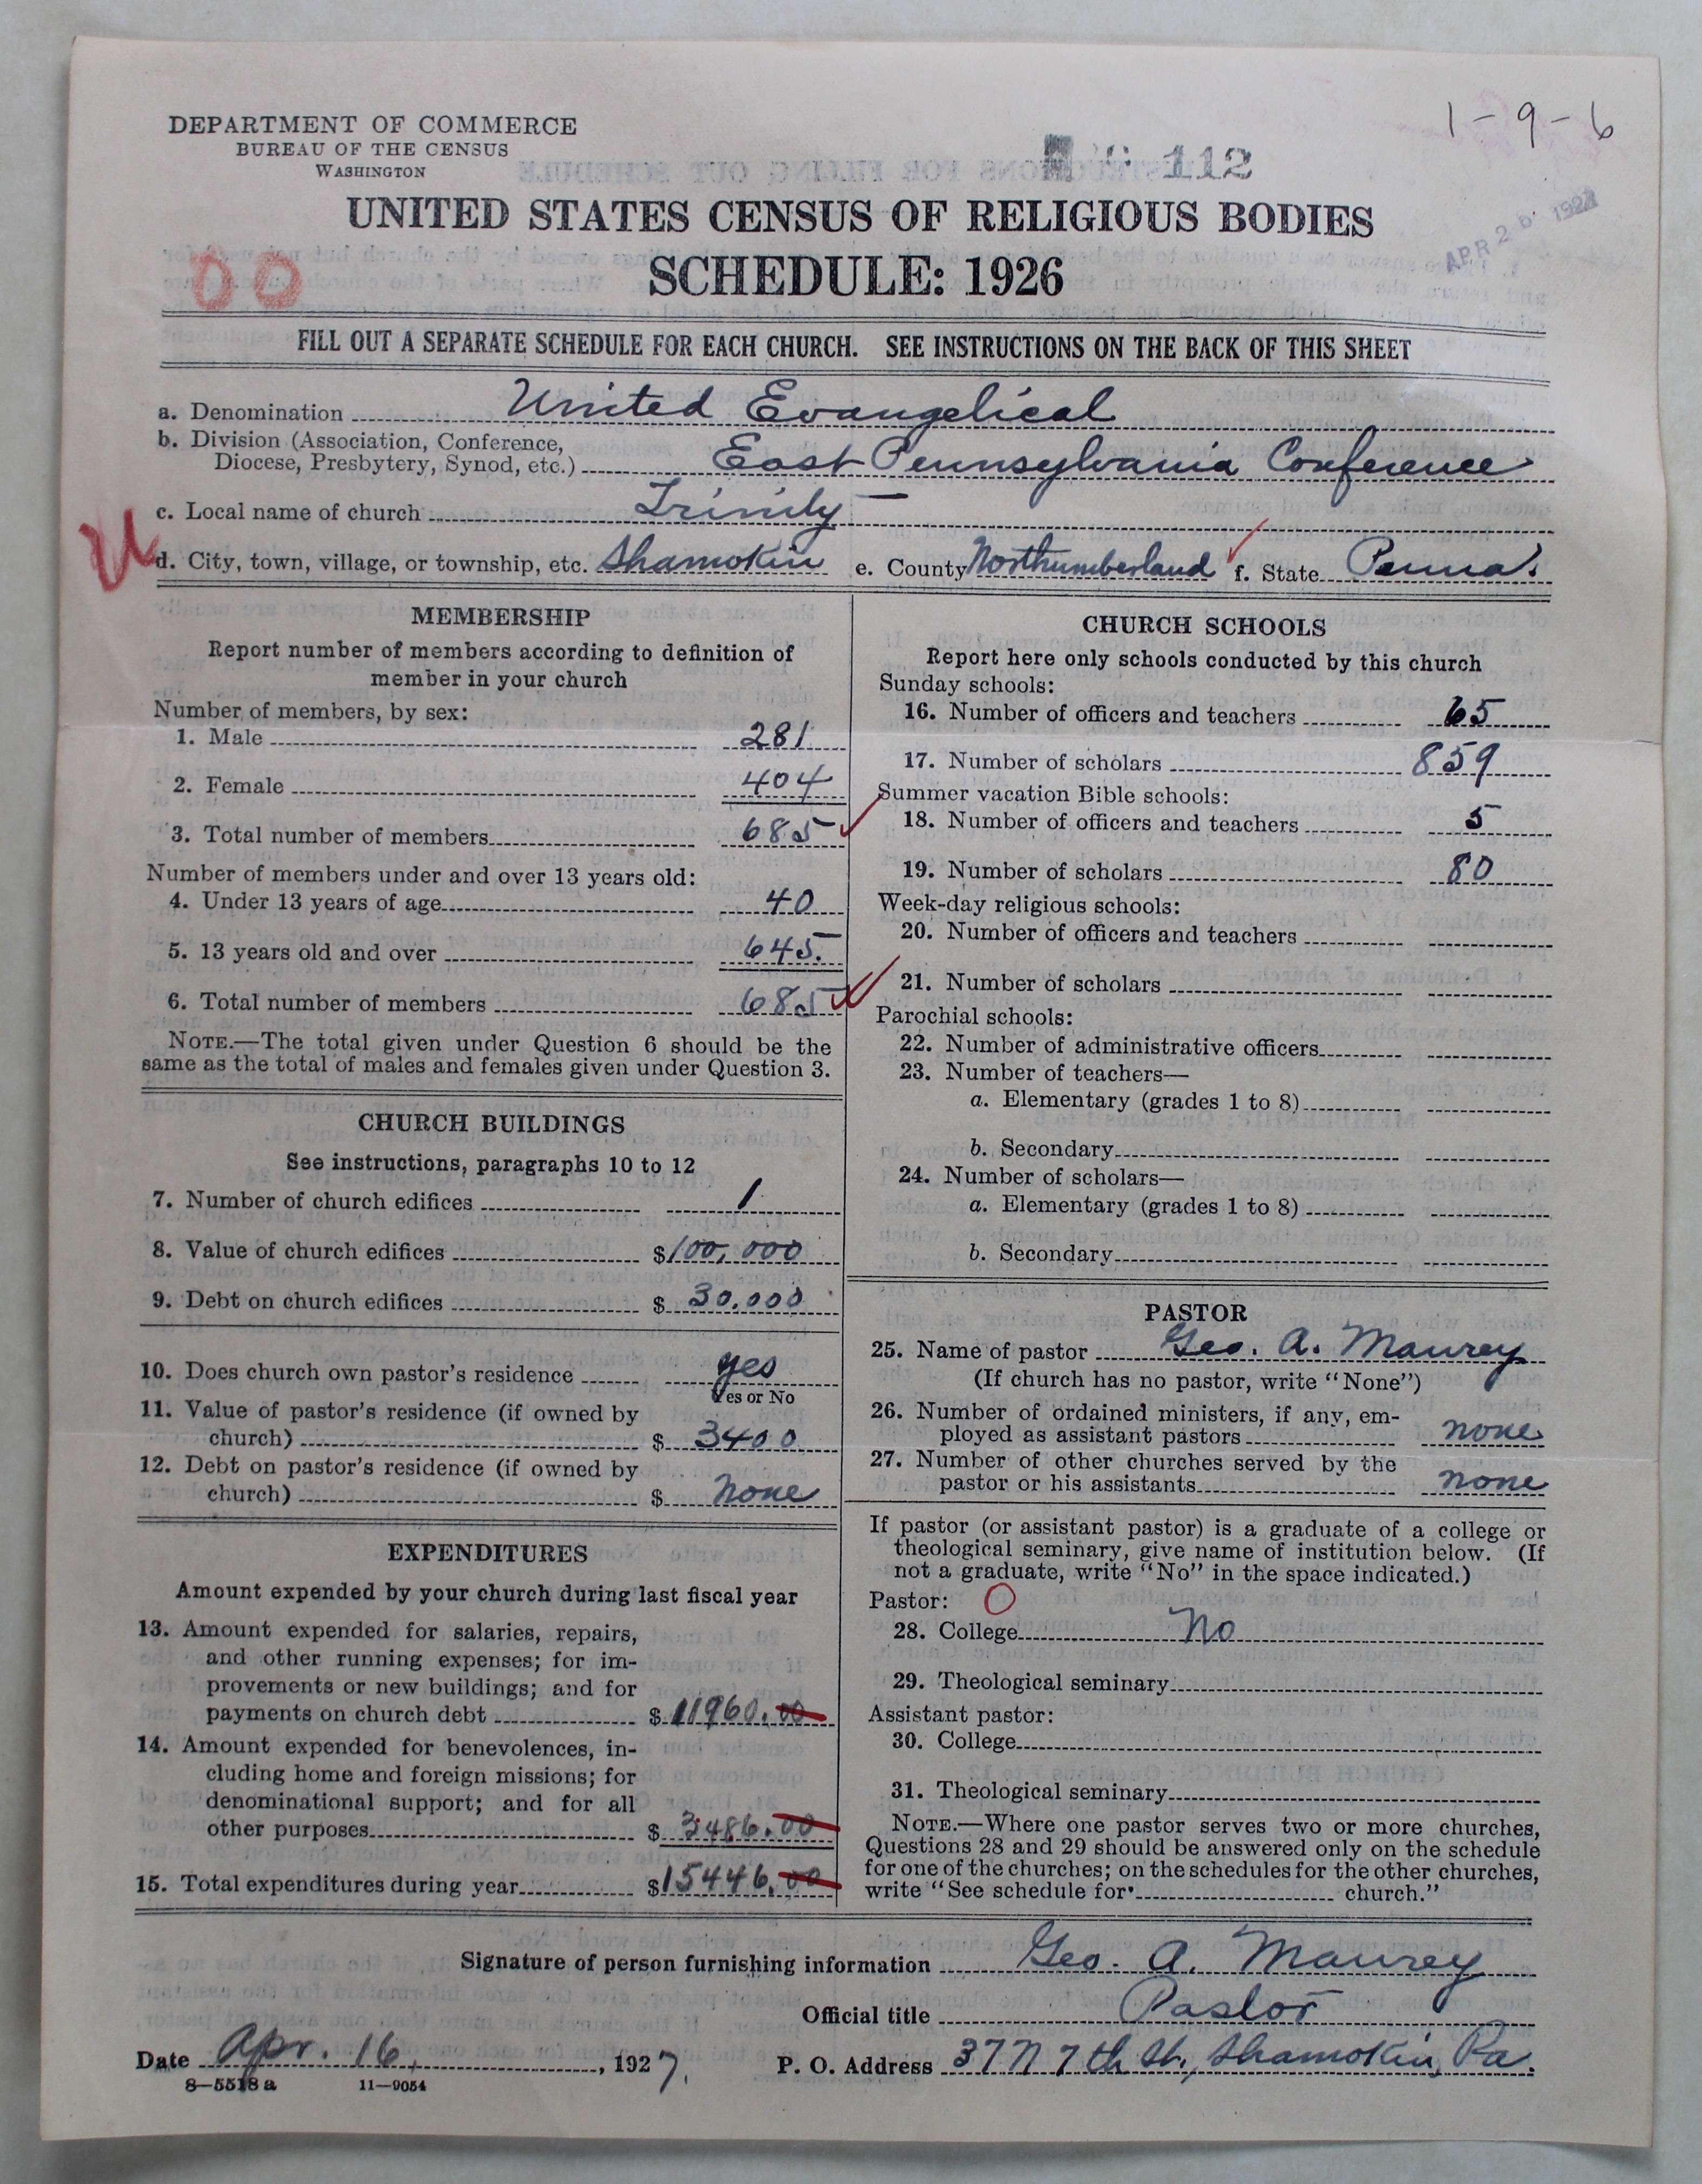 1-9-6
DEPARTMENT OF COMMERCE
BUREAU OF THE CENSUS
WASHINGTON
112
UNITED STATES CENSUS OF RELIGIOUS BODIES
APR 26 1927
SCHEDULE: 1926
00
FILL OUT A SEPARATE SCHEDULE FOR EACH CHURCH. SEE INSTRUCTIONS ON THE BACK OF THIS SHEET
a. Denomination United Evangelical
b. Division (Association, Conference,
Diocese, Presbytery, Synod, etc.) East Pennsylvania Conference
c. Local name of church Trinity
U
d. City, town, village, or township, etc. Shamokin e. County Northumberland f. State Penna.
MEMBERSHIP
Report number of members according to definition of
member in your church
Number of members, by sex:
1. Male 281
2. Female 404
3. Total number of members 685
Number of members under and over 13 years old:
4. Under 13 years of age 40
5. 13 years old and over 645.
6. Total number of members 685
NOTE.—The total given under Question 6 should be the
same as the total of males and females given under Question 3.
CHURCH BUILDINGS
See instructions, paragraphs 10 to 12
7. Number of church edifices 1
8. Value of church edifices $100,000
9. Debt on church edifices $ 30.000
10. Does church own pastor's residence yes
Yes or No
11. Value of pastor's residence (if owned by
church) $ 3400
12. Debt on pastor's residence (if owned by
church) $ none
EXPENDITURES
Amount expended by your church during last fiscal year
13. Amount expended for salaries, repairs,
and other running expenses; for im-
provements or new buildings; and for
payments on church debt $ 11960.00
14. Amount expended for benevolences, in-
cluding home and foreign missions; for
denominational support; and for all
other purposes $ 3486.00
15. Total expenditures during year $15446.00
CHURCH SCHOOLS
Report here only schools conducted by this church
Sunday schools:
16. Number of officers and teachers 65
17. Number of scholars 859
Summer vacation Bible schools:
18. Number of officers and teachers 5
19. Number of scholars 80
Week-day religious schools:
20. Number of officers and teachers
21. Number of scholars
Parochial schools:
22. Number of administrative officers
23. Number of teachers—
a. Elementary (grades 1 to 8)
b. Secondary
24. Number of scholars—
a. Elementary (grades 1 to 8)
b. Secondary
PASTOR
25. Name of pastor Geo. A. Maurey
(If church has no pastor, write "None")
26. Number of ordained ministers, if any, em-
ployed as assistant pastors none
27. Number of other churches served by the
pastor or his assistants none
If pastor (or assistant pastor) is a graduate of a college or
theological seminary, give name of institution below. (If
not a graduate, write "No" in the space indicated.)
Pastor: O
28. College No
29. Theological seminary
Assistant pastor:
30. College
31. Theological seminary
NOTE.—Where one pastor serves two or more churches,
Questions 28 and 29 should be answered only on the schedule
for one of the churches; on the schedules for the other churches,
write "See schedule for church."
Signature of person furnishing information Geo. A. Maurey
Official title Pastor
Date Apr. 16, 1927. P. O. Address 37 N 7th St., Shamokin, Pa.
8—5518 a 11—9054